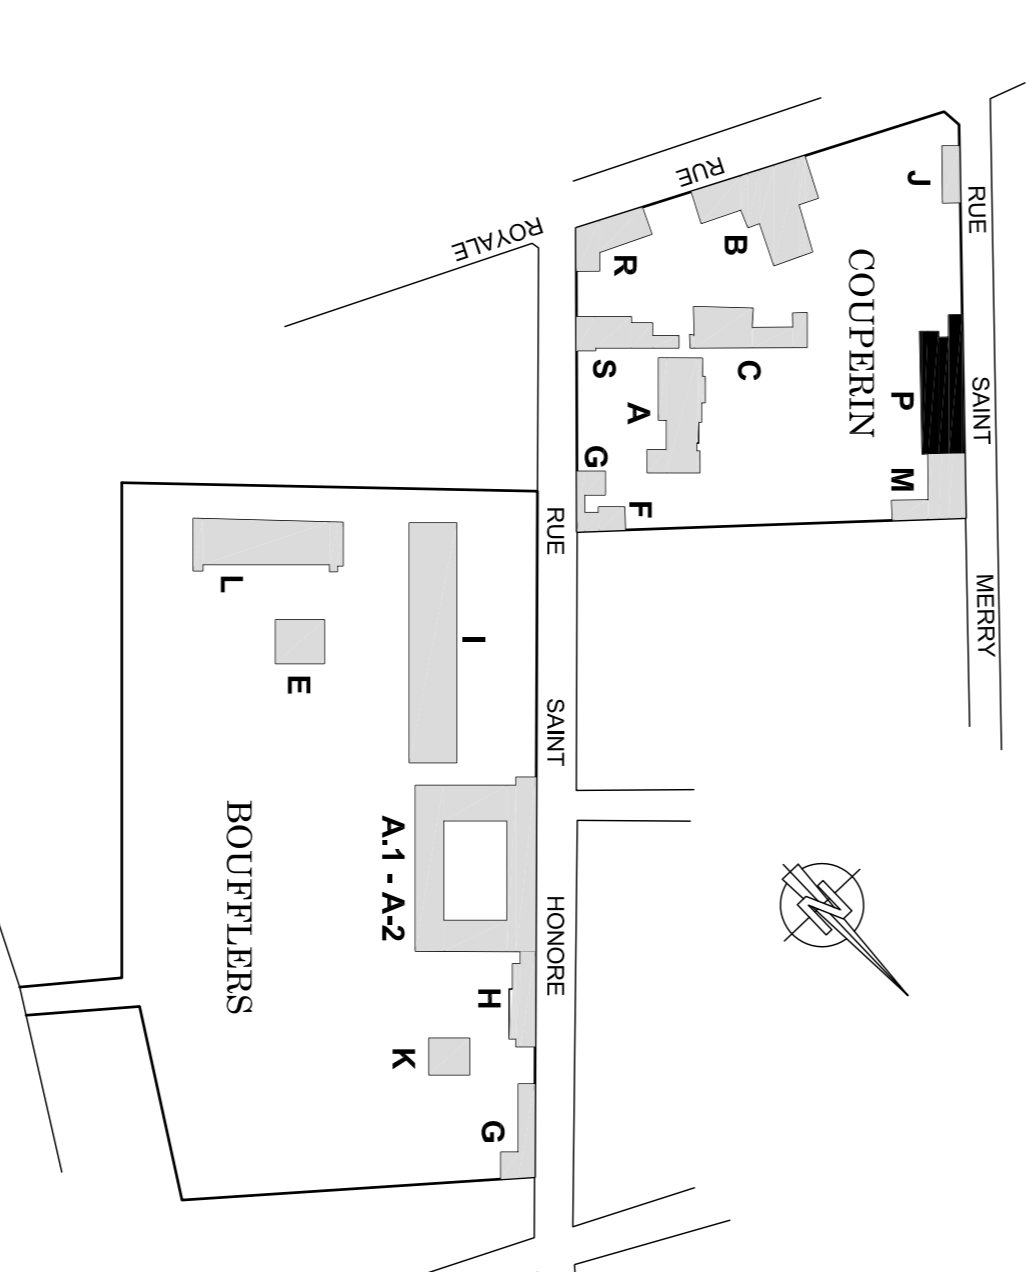 RUE
ROYALE
RUE
SAINT
MERRY
J
B
R
COUPERIN
S
C
P
A
G
M
F
RUE
SAINT
HONORE
L
I
E
BOUFFLERS
A.1 - A-2
H
K
G
N